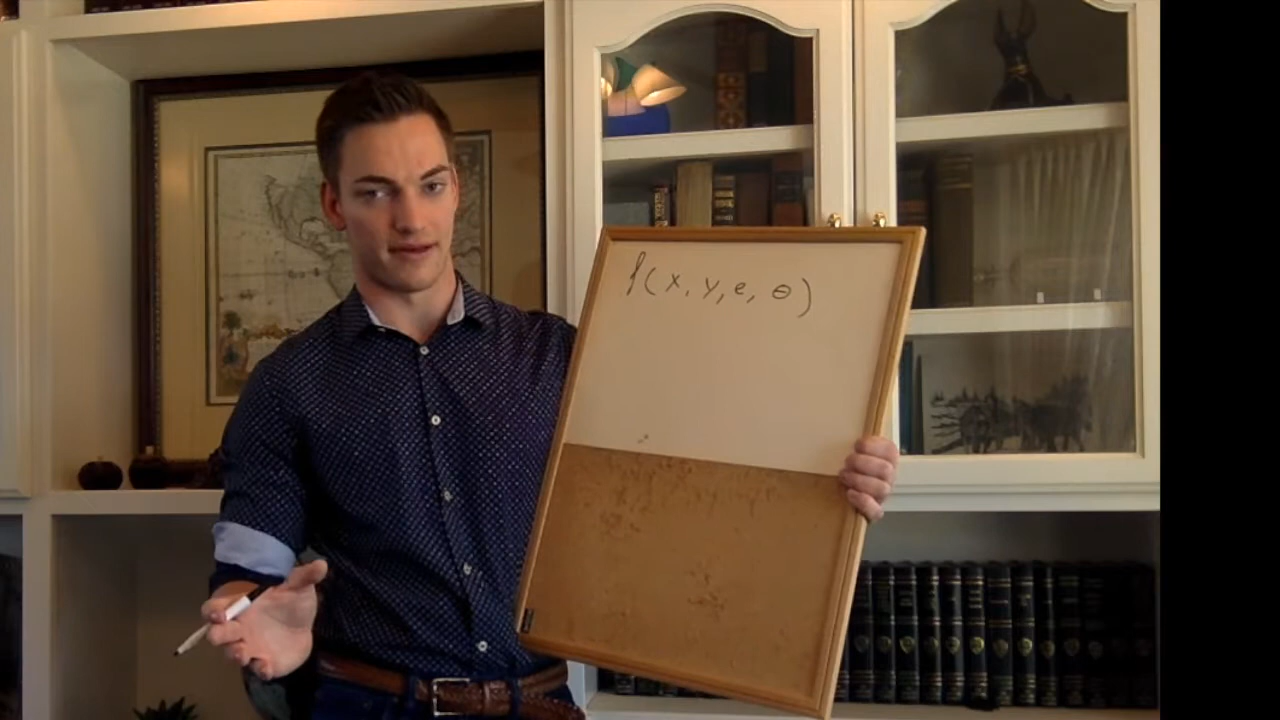 f(x, y, e, θ)